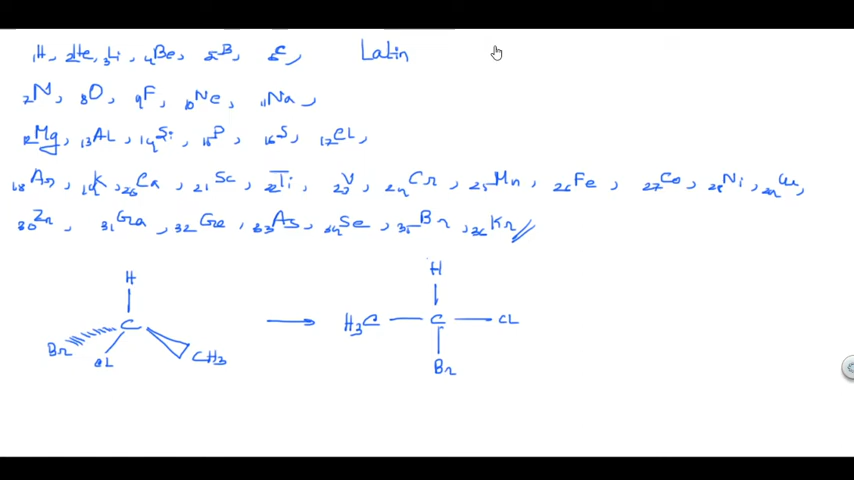 1H, 2He, 3Li, 4Be, 5B, 6C, Latin
7N, 8O, 9F, 10Ne, 11Na,
12Mg, 13AL, 14Si, 15P, 16S, 17CL,
18Ar, 19K, 20Ca, 21Sc, 22Ti, 23V, 24Cr, 25Mn, 26Fe, 27Co, 28Ni, 29Cu,
30Zn, 31Ga, 32Ge, 33As, 34Se, 35Br, 36Kr
H
C
Br CL CH3
H
H3C C CL
Br